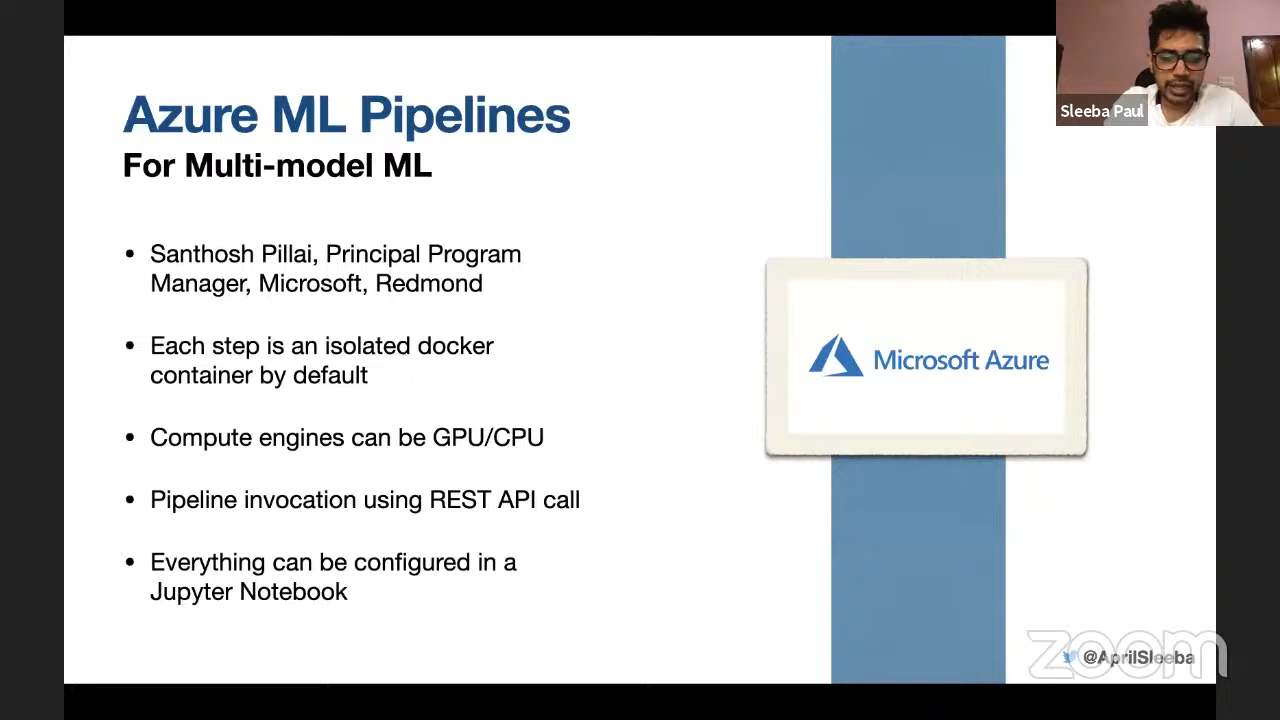 Sleeba Paul
Azure ML Pipelines
For Multi-model ML
• Santhosh Pillai, Principal Program
Manager, Microsoft, Redmond
• Each step is an isolated docker
container by default
• Compute engines can be GPU/CPU
• Pipeline invocation using REST API call
• Everything can be configured in a
Jupyter Notebook
Microsoft Azure
@AprilSleeba
zoom